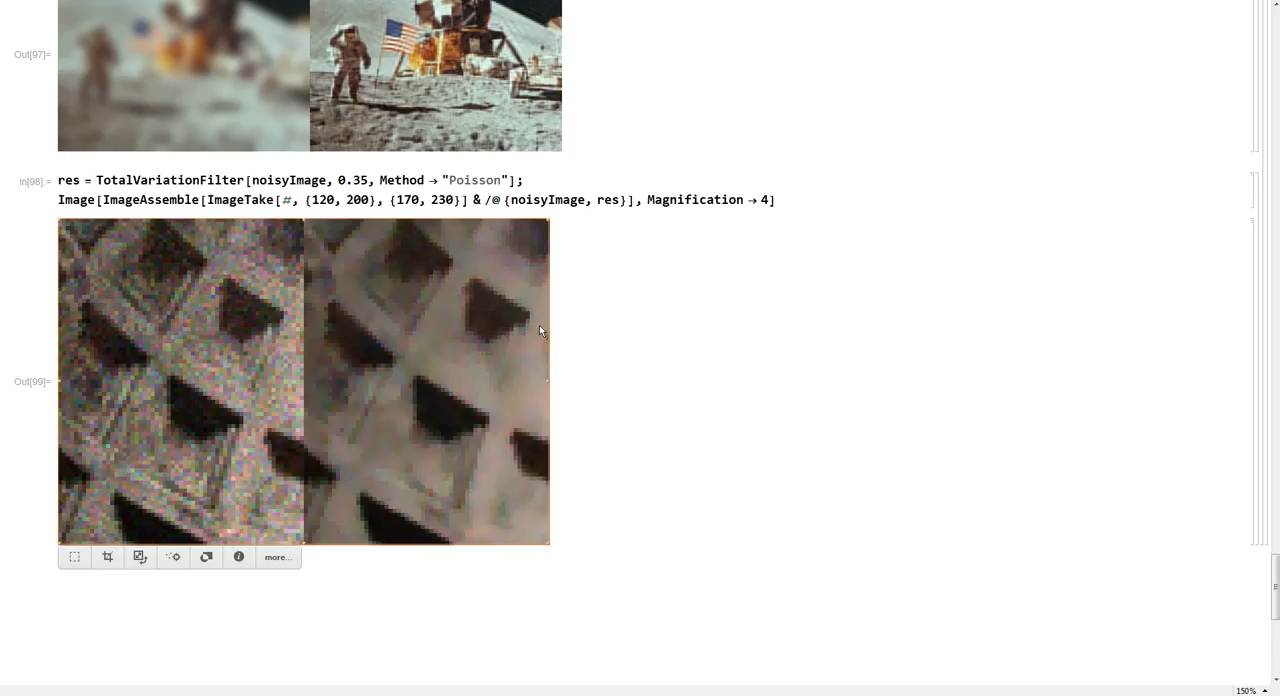 Out[97]=
In[98]:= res = TotalVariationFilter[noisyImage, 0.35, Method → "Poisson"];
Image[ImageAssemble[ImageTake[#, {120, 200}, {170, 230}] & /@ {noisyImage, res}], Magnification → 4]
Out[99]=
more...
150%